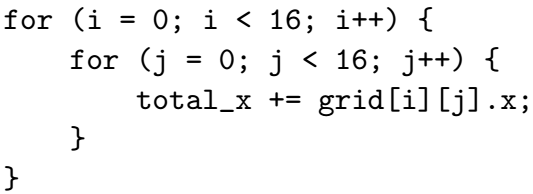 for (i = 0; i < 16; i++) {
    for (j = 0; j < 16; j++) {
        total_x += grid[i][j].x;
    }
}